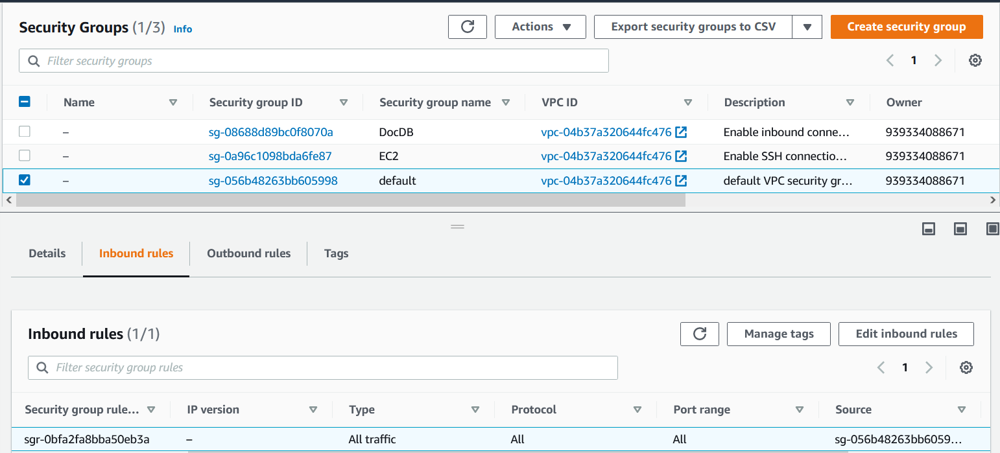 Security Groups (1/3) Info Actions Export security groups to CSV Create security group
Filter security groups 1
Name Security group ID Security group name VPC ID Description Owner
– sg-08688d89bc0f8070a DocDB vpc-04b37a320644fc476 Enable inbound conne... 939334088671
– sg-0a96c1098bda6fe87 EC2 vpc-04b37a320644fc476 Enable SSH connectio... 939334088671
– sg-056b48263bb605998 default vpc-04b37a320644fc476 default VPC security gr... 939334088671
Details Inbound rules Outbound rules Tags
Inbound rules (1/1) Manage tags Edit inbound rules
Filter security group rules 1
Security group rule... IP version Type Protocol Port range Source
sgr-0bfa2fa8bba50eb3a – All traffic All All sg-056b48263bb6059...